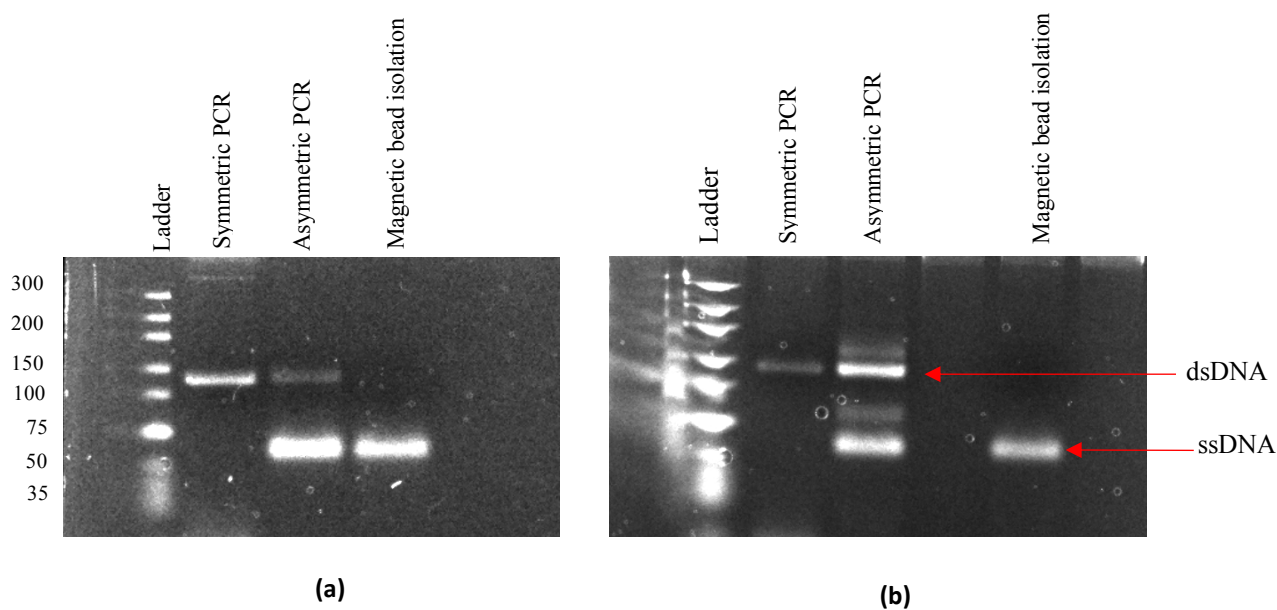 Ladder
Symmetric PCR
Asymmetric PCR
Magnetic bead isolation
300
200
150
100
75
50
35
(a)
Ladder
Symmetric PCR
Asymmetric PCR
Magnetic bead isolation
dsDNA
ssDNA
(b)